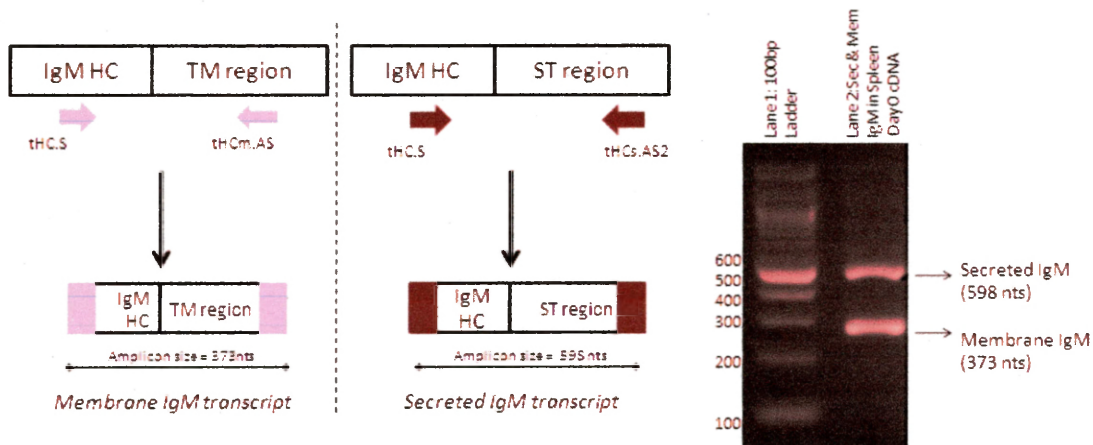 IgM HC
TM region
tHC.S
tHCm.AS
IgM
HC
TM region
Amplicon size = 373nts
Membrane IgM transcript
IgM HC
ST region
tHC.S
tHCs.AS2
IgM
HC
ST region
Amplicon size = 598nts
Secreted IgM transcript
Lane 1: 100bp
Ladder
Lane 2:Sec & Mem
IgM in Spleen
Day0 cDNA
600
500
400
300
200
100
Secreted IgM
(598 nts)
Membrane IgM
(373 nts)